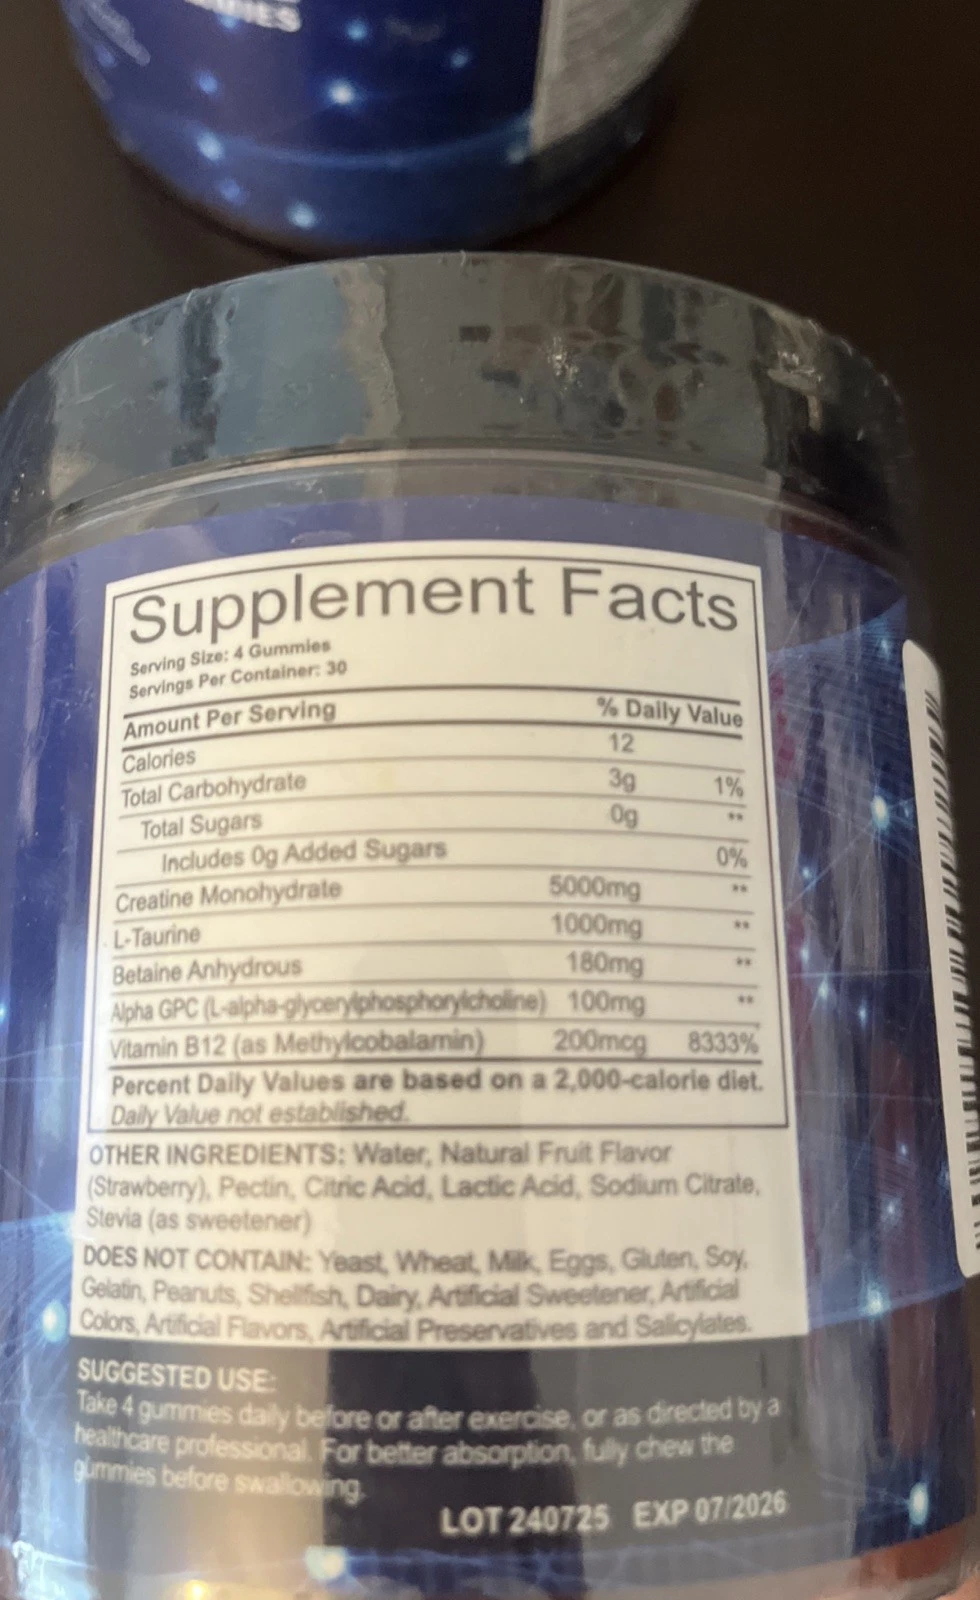 Supplement Facts
Serving Size: 4 Gummies
Servings Per Container: 30
Amount Per Serving % Daily Value
Calories 12
Total Carbohydrate 3g 1%
Total Sugars 0g **
Includes 0g Added Sugars 0%
Creatine Monohydrate 5000mg **
L-Taurine 1000mg **
Betaine Anhydrous 180mg **
Alpha GPC (L-alpha-glycerylphosphorylcholine) 100mg **
Vitamin B12 (as Methylcobalamin) 200mcg 8333%
Percent Daily Values are based on a 2,000-calorie diet.
Daily Value not established.
OTHER INGREDIENTS: Water, Natural Fruit Flavor
(Strawberry), Pectin, Citric Acid, Lactic Acid, Sodium Citrate,
Stevia (as sweetener)
DOES NOT CONTAIN: Yeast, Wheat, Milk, Eggs, Gluten, Soy,
Gelatin, Peanuts, Shellfish, Dairy, Artificial Sweetener, Artificial
Colors, Artificial Flavors, Artificial Preservatives and Salicylates.
SUGGESTED USE:
Take 4 gummies daily before or after exercise, or as directed by a
healthcare professional. For better absorption, fully chew the
gummies before swallowing.
LOT 240725 EXP 07/2026